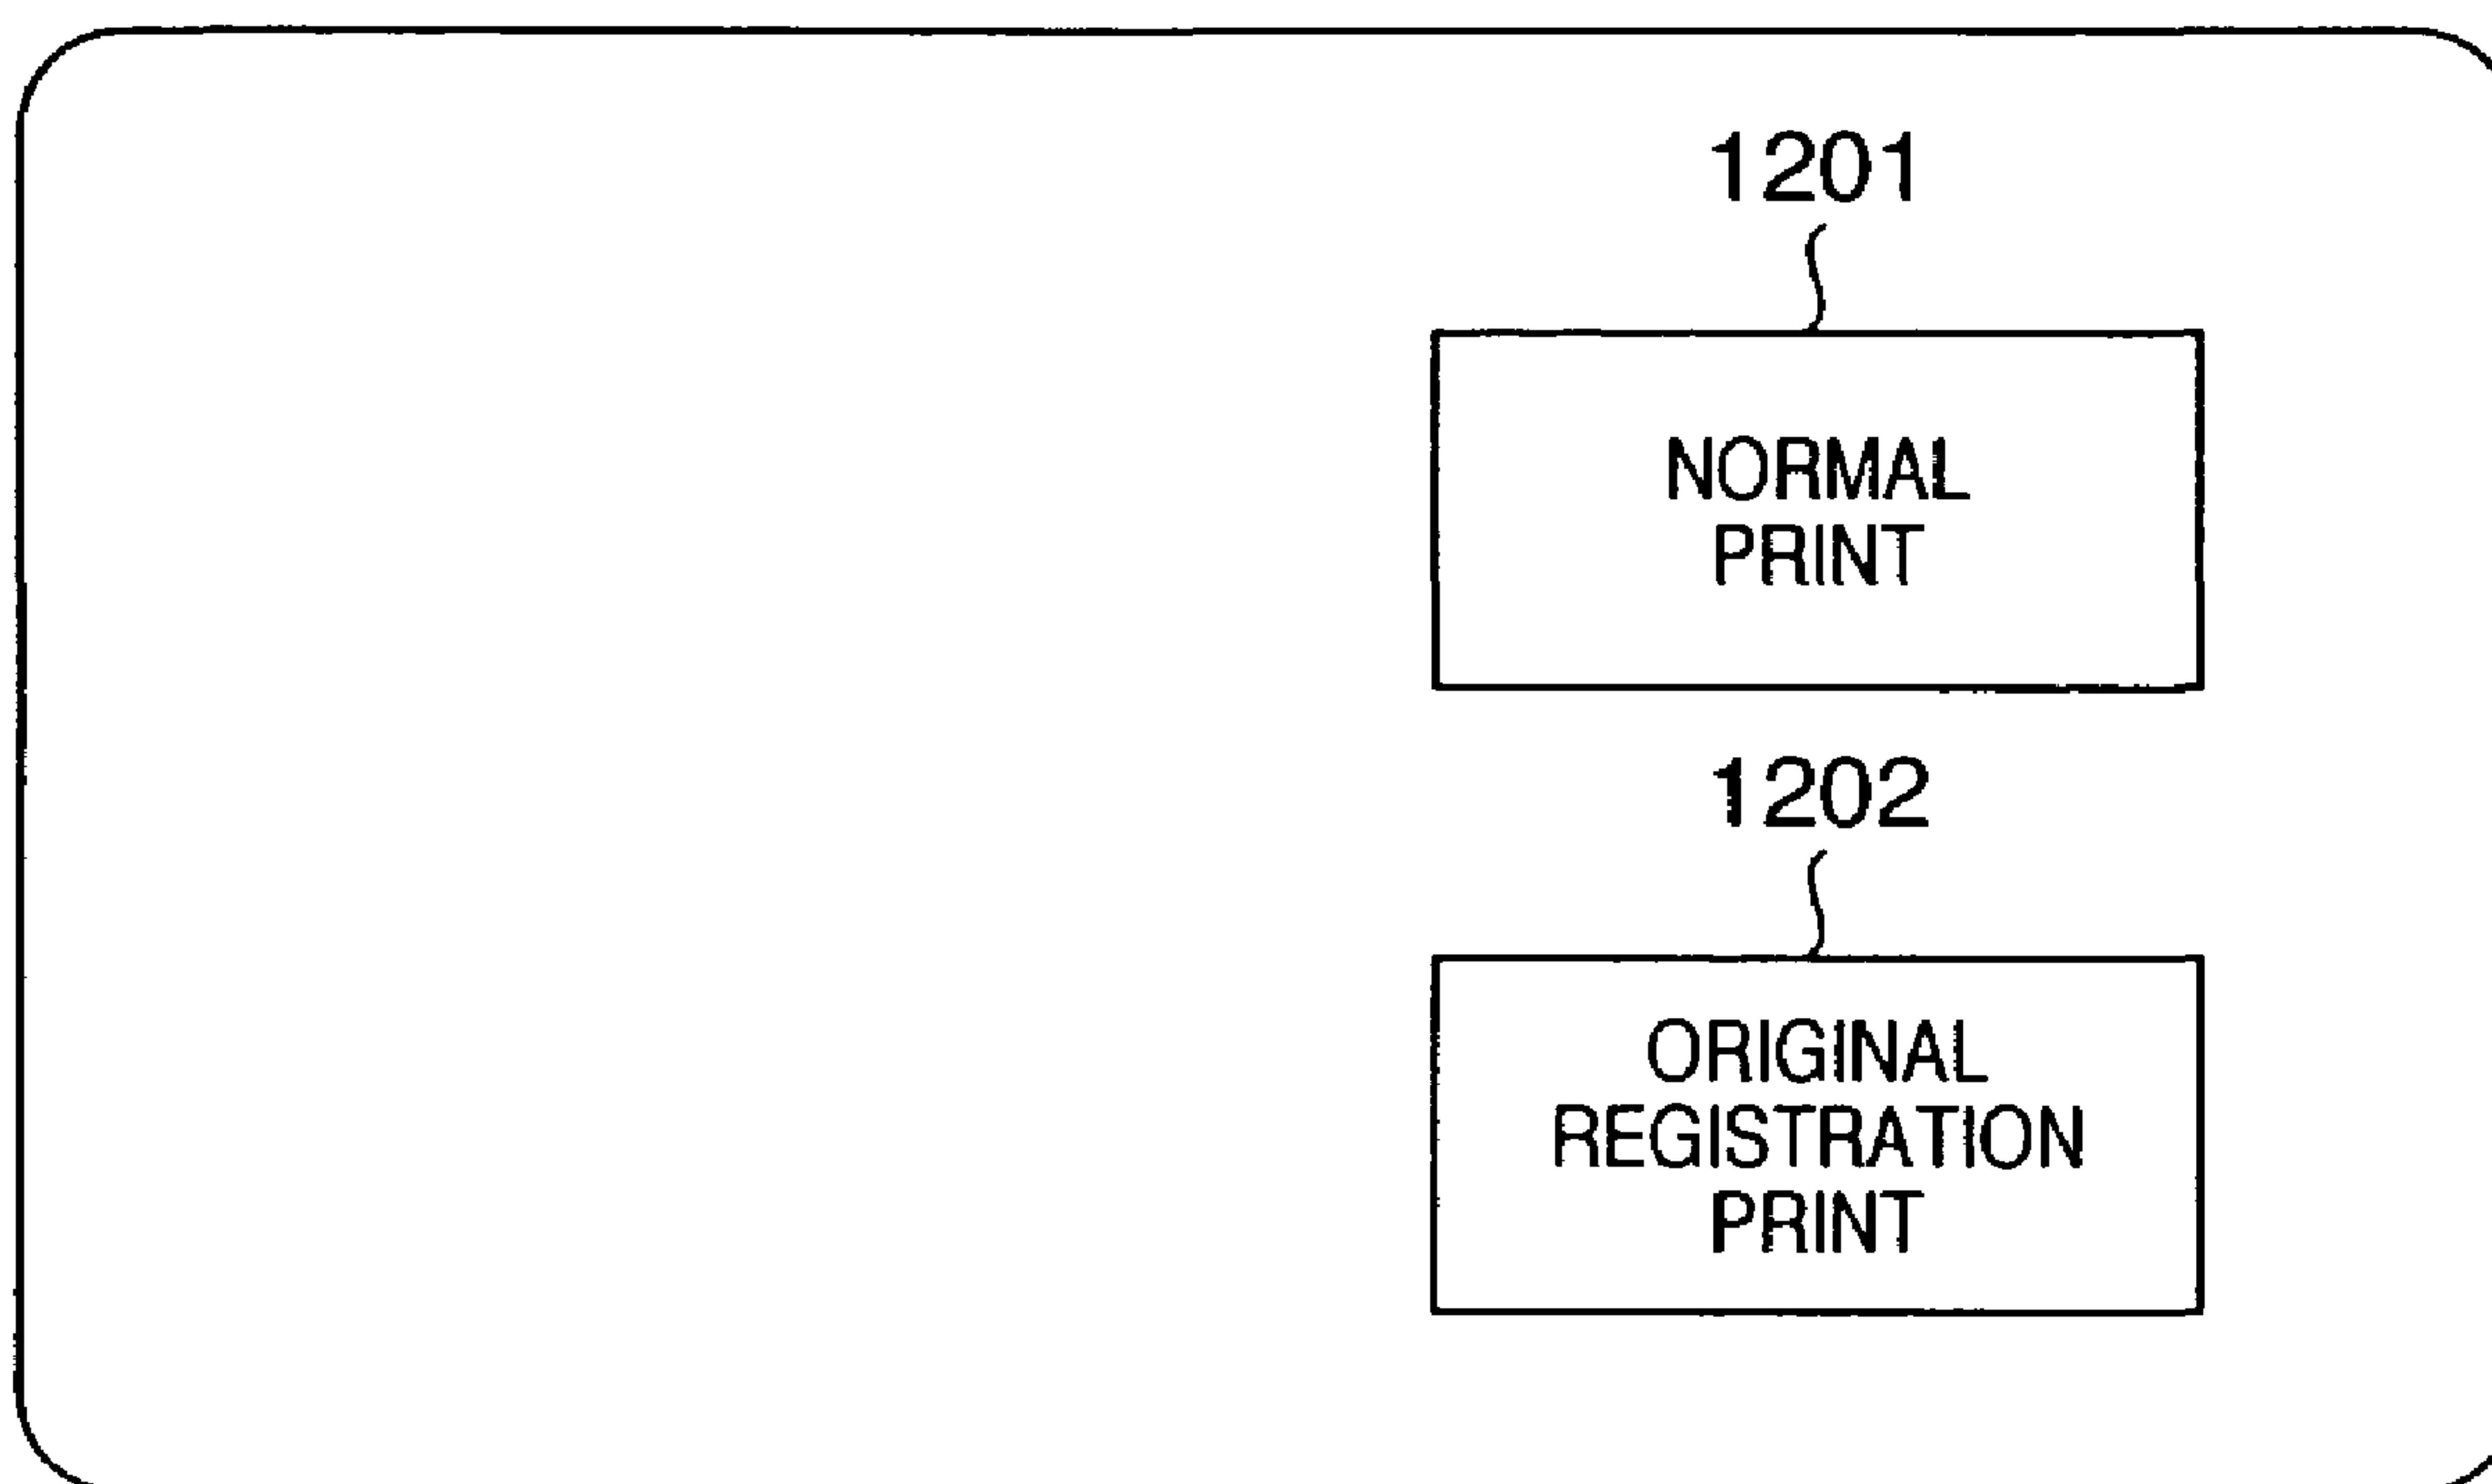 1201
NORMAL
PRINT
1202
ORIGINAL
REGISTRATION
PRINT